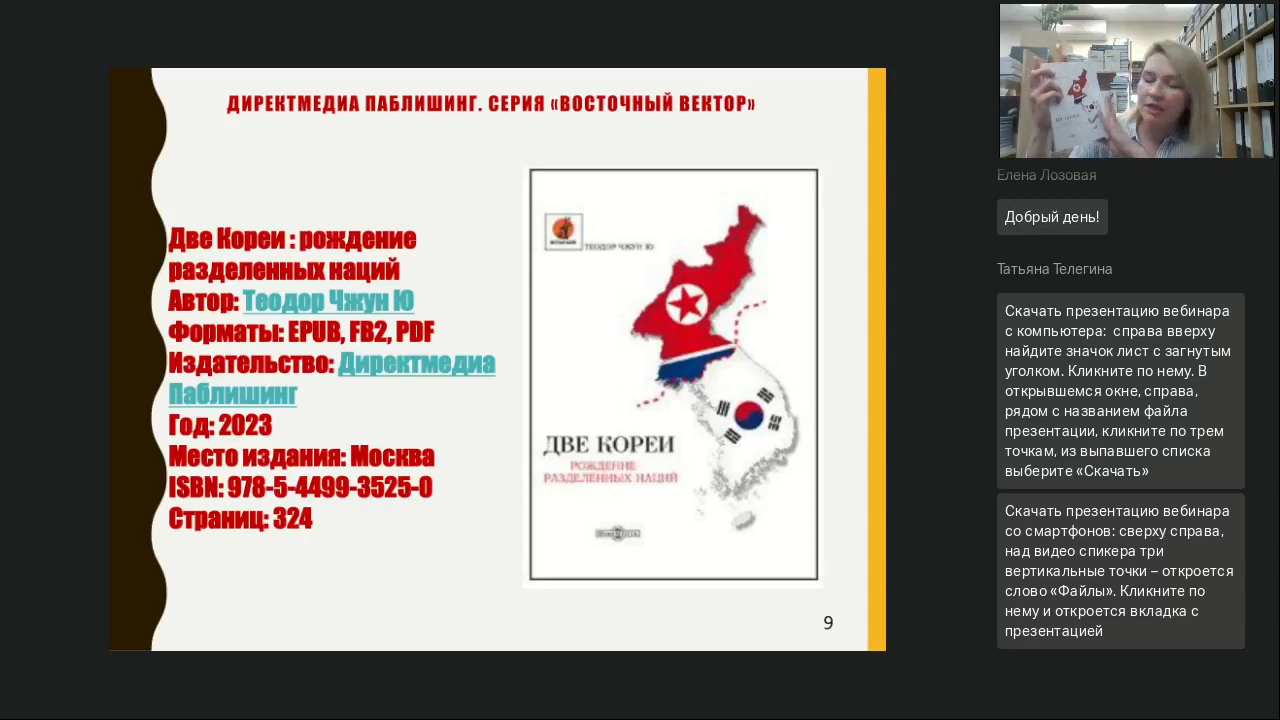 ДИРЕКТМЕДИА ПАБЛИШИНГ. СЕРИЯ «ВОСТОЧНЫЙ ВЕКТОР»
Две Кореи : рождение
разделенных наций
Автор: Теодор Чжун Ю
Форматы: EPUB, FB2, PDF
Издательство: Директмедиа
Паблишинг
Год: 2023
Место издания: Москва
ISBN: 978-5-4499-3525-0
Страниц: 324
ТЕОДОР ЧЖУН Ю
ДВЕ КОРЕИ
РОЖДЕНИЕ
РАЗДЕЛЕННЫХ НАЦИЙ
9
ДВЕ КОРЕИ
Елена Лозовая
Добрый день!
Татьяна Телегина
Скачать презентацию вебинара
с компьютера: справа вверху
найдите значок лист с загнутым
уголком. Кликните по нему. В
открывшемся окне, справа,
рядом с названием файла
презентации, кликните по трем
точкам, из выпавшего списка
выберите «Скачать»
Скачать презентацию вебинара
со смартфонов: сверху справа,
над видео спикера три
вертикальные точки – откроется
слово «Файлы». Кликните по
нему и откроется вкладка с
презентацией